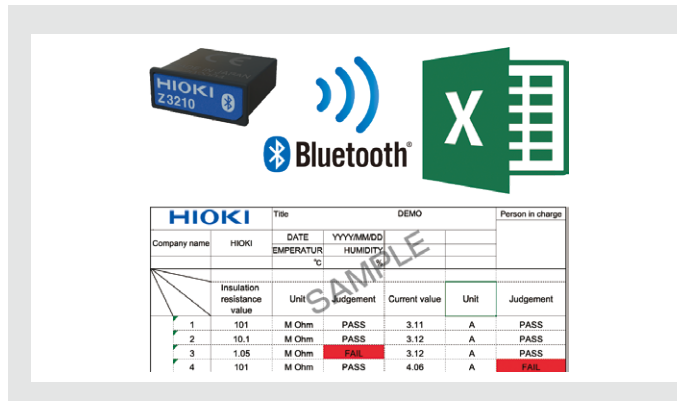 HIOKI
Z3210
Bluetooth®
X
HIOKI Title DEMO Person in charge
Company name HIOKI DATE YYYY/MM/DD
EMPERATUR HUMIDITY
°C %
Insulation resistance value Unit Judgement Current value Unit Judgement
SAMPLE
1 101 M Ohm PASS 3.11 A PASS
2 10.1 M Ohm PASS 3.12 A PASS
3 1.05 M Ohm FAIL 3.12 A PASS
4 101 M Ohm PASS 4.06 A FAIL